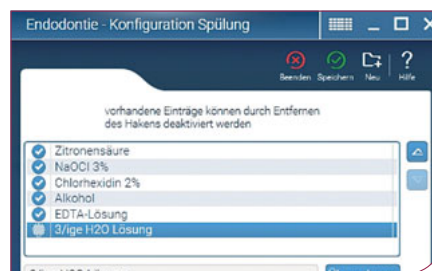 Endodontie - Konfiguration Spülung
Beenden Speichern Neu Hilfe
vorhandene Einträge können durch Entfernen
des Hakens deaktiviert werden
Zitronensäure
NaOCl 3%
Chlorhexidin 2%
Alkohol
EDTA-Lösung
3/ige H2O Lösung